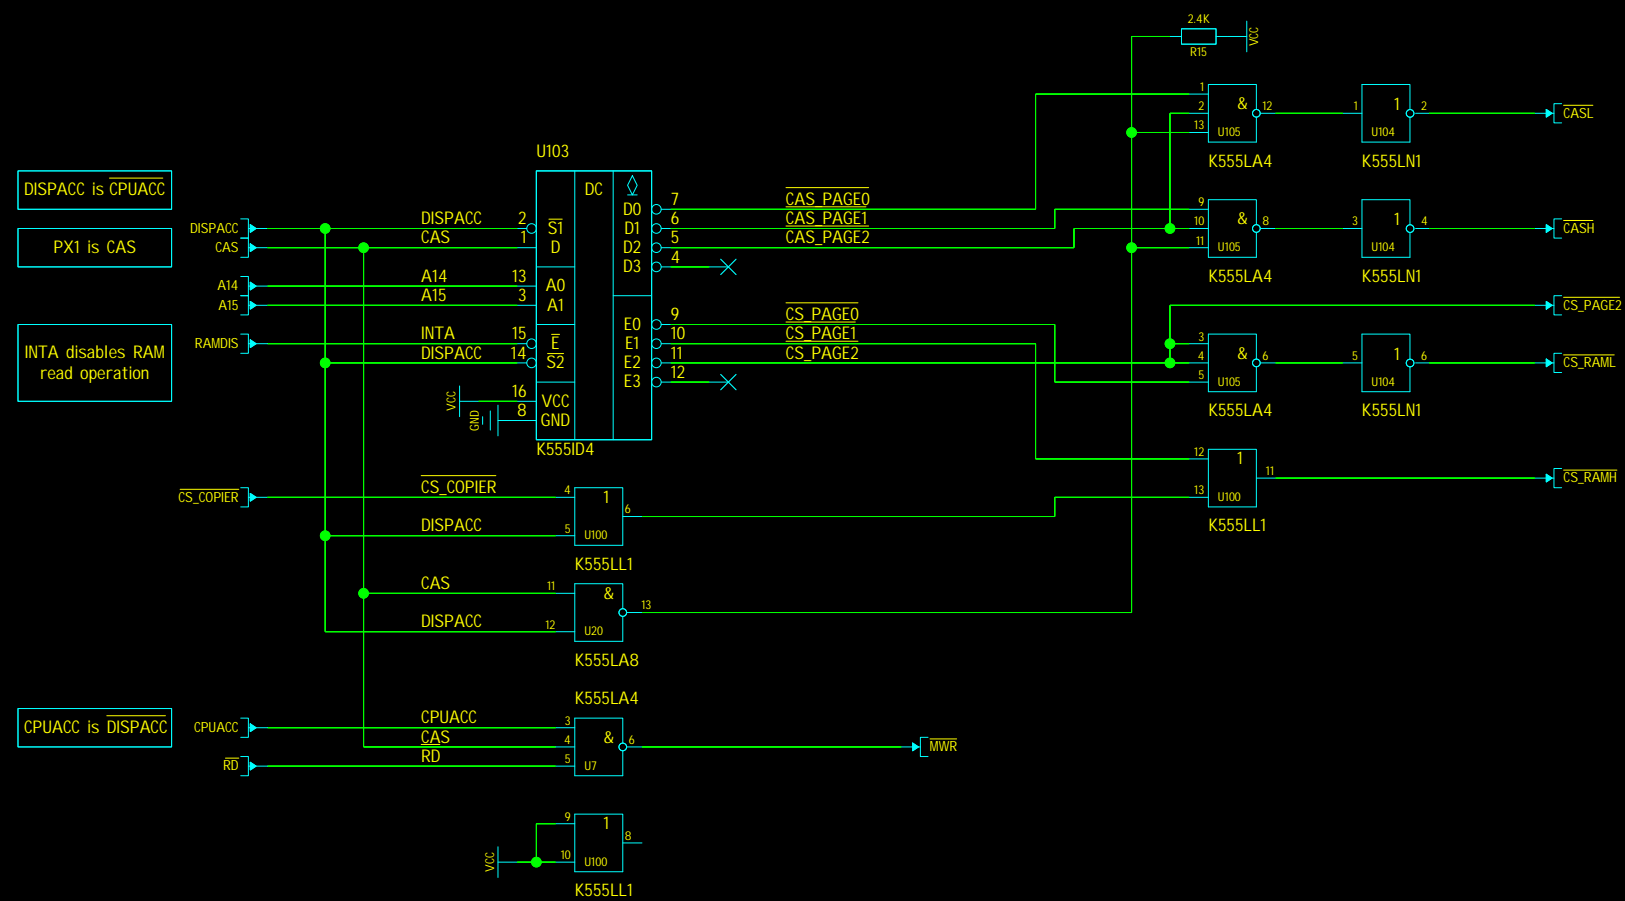 2.4K
R15
VCC
1
2
13
&
U105
12
K555LA4
1
1
U104
2
K555LN1
CASL
U103
DISPACC is CPUACC
PX1 is CAS
DISPACC
CAS
A14
A15
RAMDIS
INTA disables RAM
read operation
DISPACC 2
CAS 1
A14 13
A15 3
INTA 15
DISPACC 14
VCC 16
GND 8
S1
D
A0
A1
E
S2
VCC
GND
DC
D0
D1
D2
D3
E0
E1
E2
E3
K555ID4
7 CAS_PAGE0
6 CAS_PAGE1
5 CAS_PAGE2
4
9 CS_PAGE0
10 CS_PAGE1
11 CS_PAGE2
12
9
10
11
&
U105
8
K555LA4
3
1
U104
4
K555LN1
CASH
CS_PAGE2
3
4
5
&
U105
6
K555LA4
5
1
U104
6
K555LN1
CS_RAML
12
13
1
U100
11
K555LL1
CS_RAMH
CS_COPIER
CS_COPIER 4
DISPACC 5
1
U100
6
K555LL1
CAS 11
DISPACC 12
&
U20
13
K555LA8
K555LA4
CPUACC is DISPACC
CPUACC
RD
CPUACC 3
CAS 4
RD 5
&
U7
6
MWR
VCC
9
10
1
U100
8
K555LL1